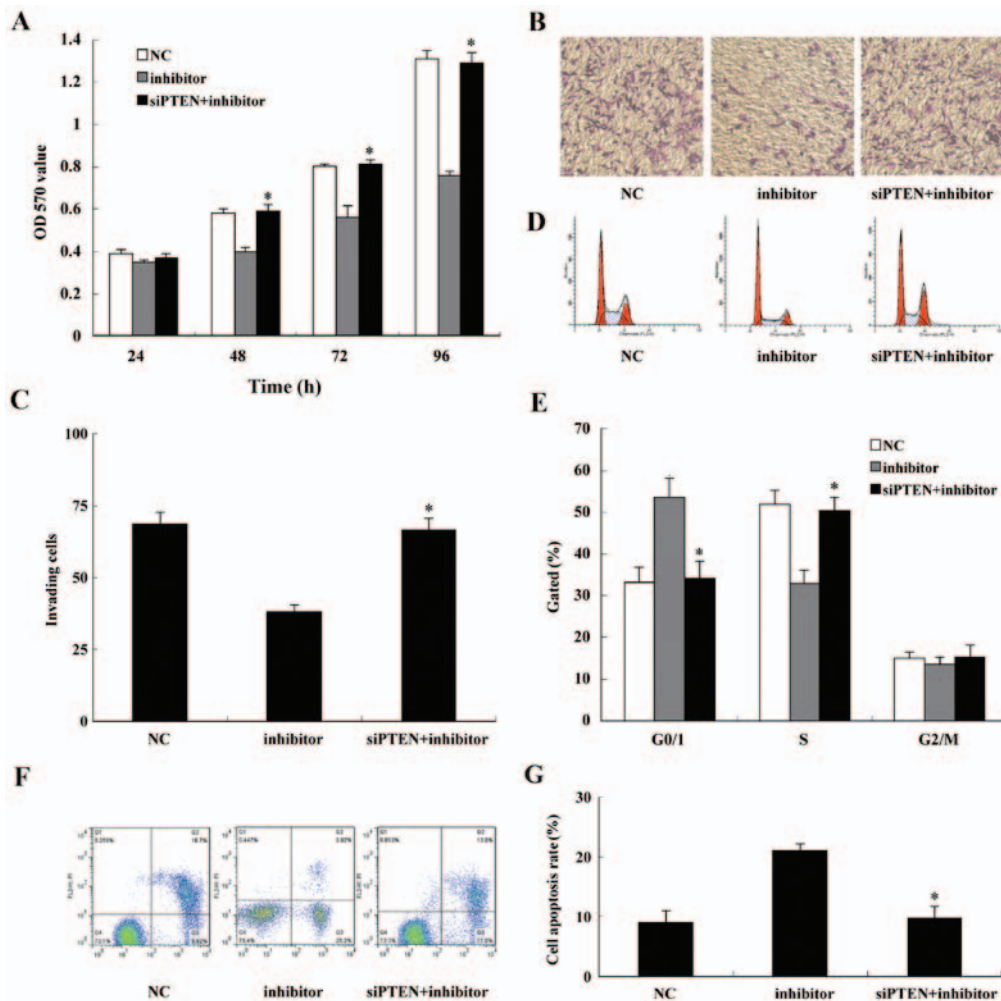 A
1.4
1.2
1
0.8
0.6
0.4
0.2
0
OD 570 value
NC
inhibitor
siPTEN+inhibitor
*
*
*
24 48 72 96
Time (h)
B
NC inhibitor siPTEN+inhibitor
D
NC inhibitor siPTEN+inhibitor
C
100
75
50
25
0
Invading cells
*
NC inhibitor siPTEN+inhibitor
E
70
60
50
40
30
20
10
0
Gated (%)
NC
inhibitor
siPTEN+inhibitor
*
*
G0/1 S G2/M
F
NC inhibitor siPTEN+inhibitor
G
30
20
10
0
Cell apoptosis rate (%)
*
NC inhibitor siPTEN+inhibitor